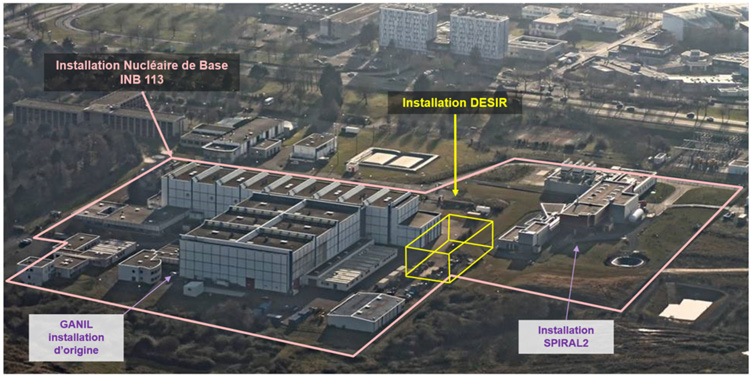 Installation Nucléaire de Base
INB 113
Installation DESIR
GANIL
installation
d'origine
Installation
SPIRAL2